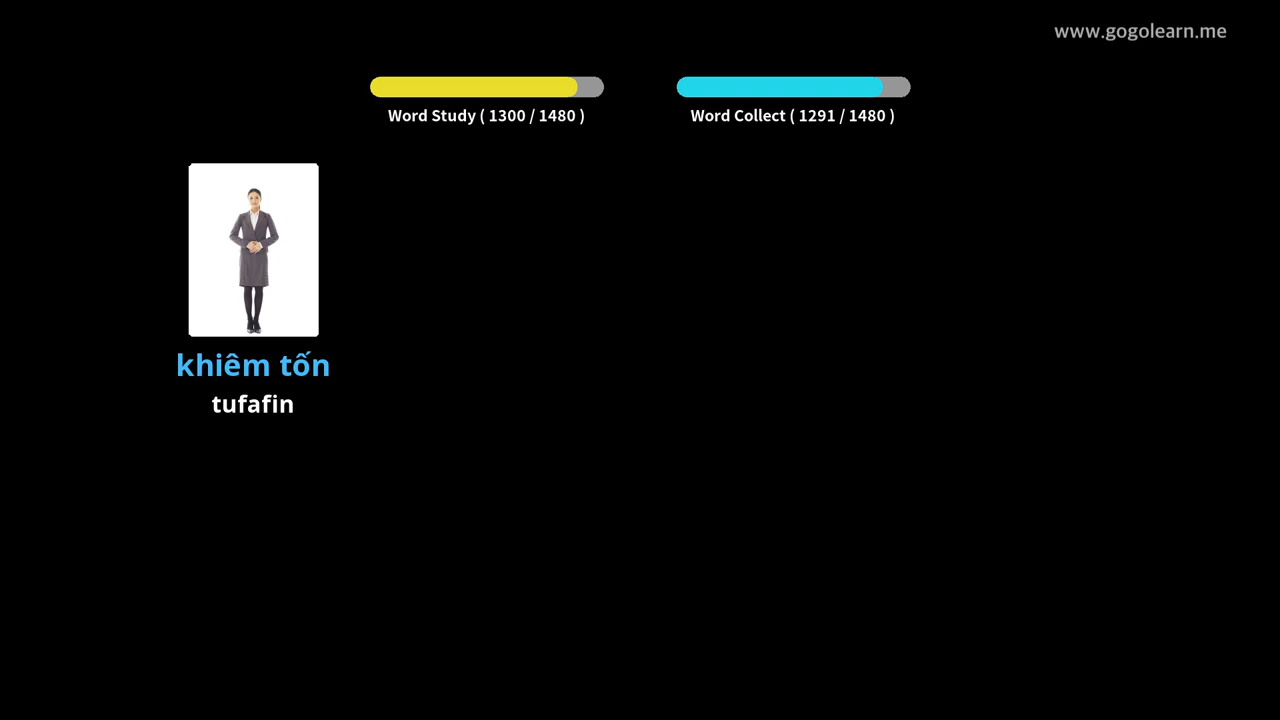 www.gogolearn.me
Word Study ( 1300 / 1480 )
Word Collect ( 1291 / 1480 )
khiêm tốn
tufafin